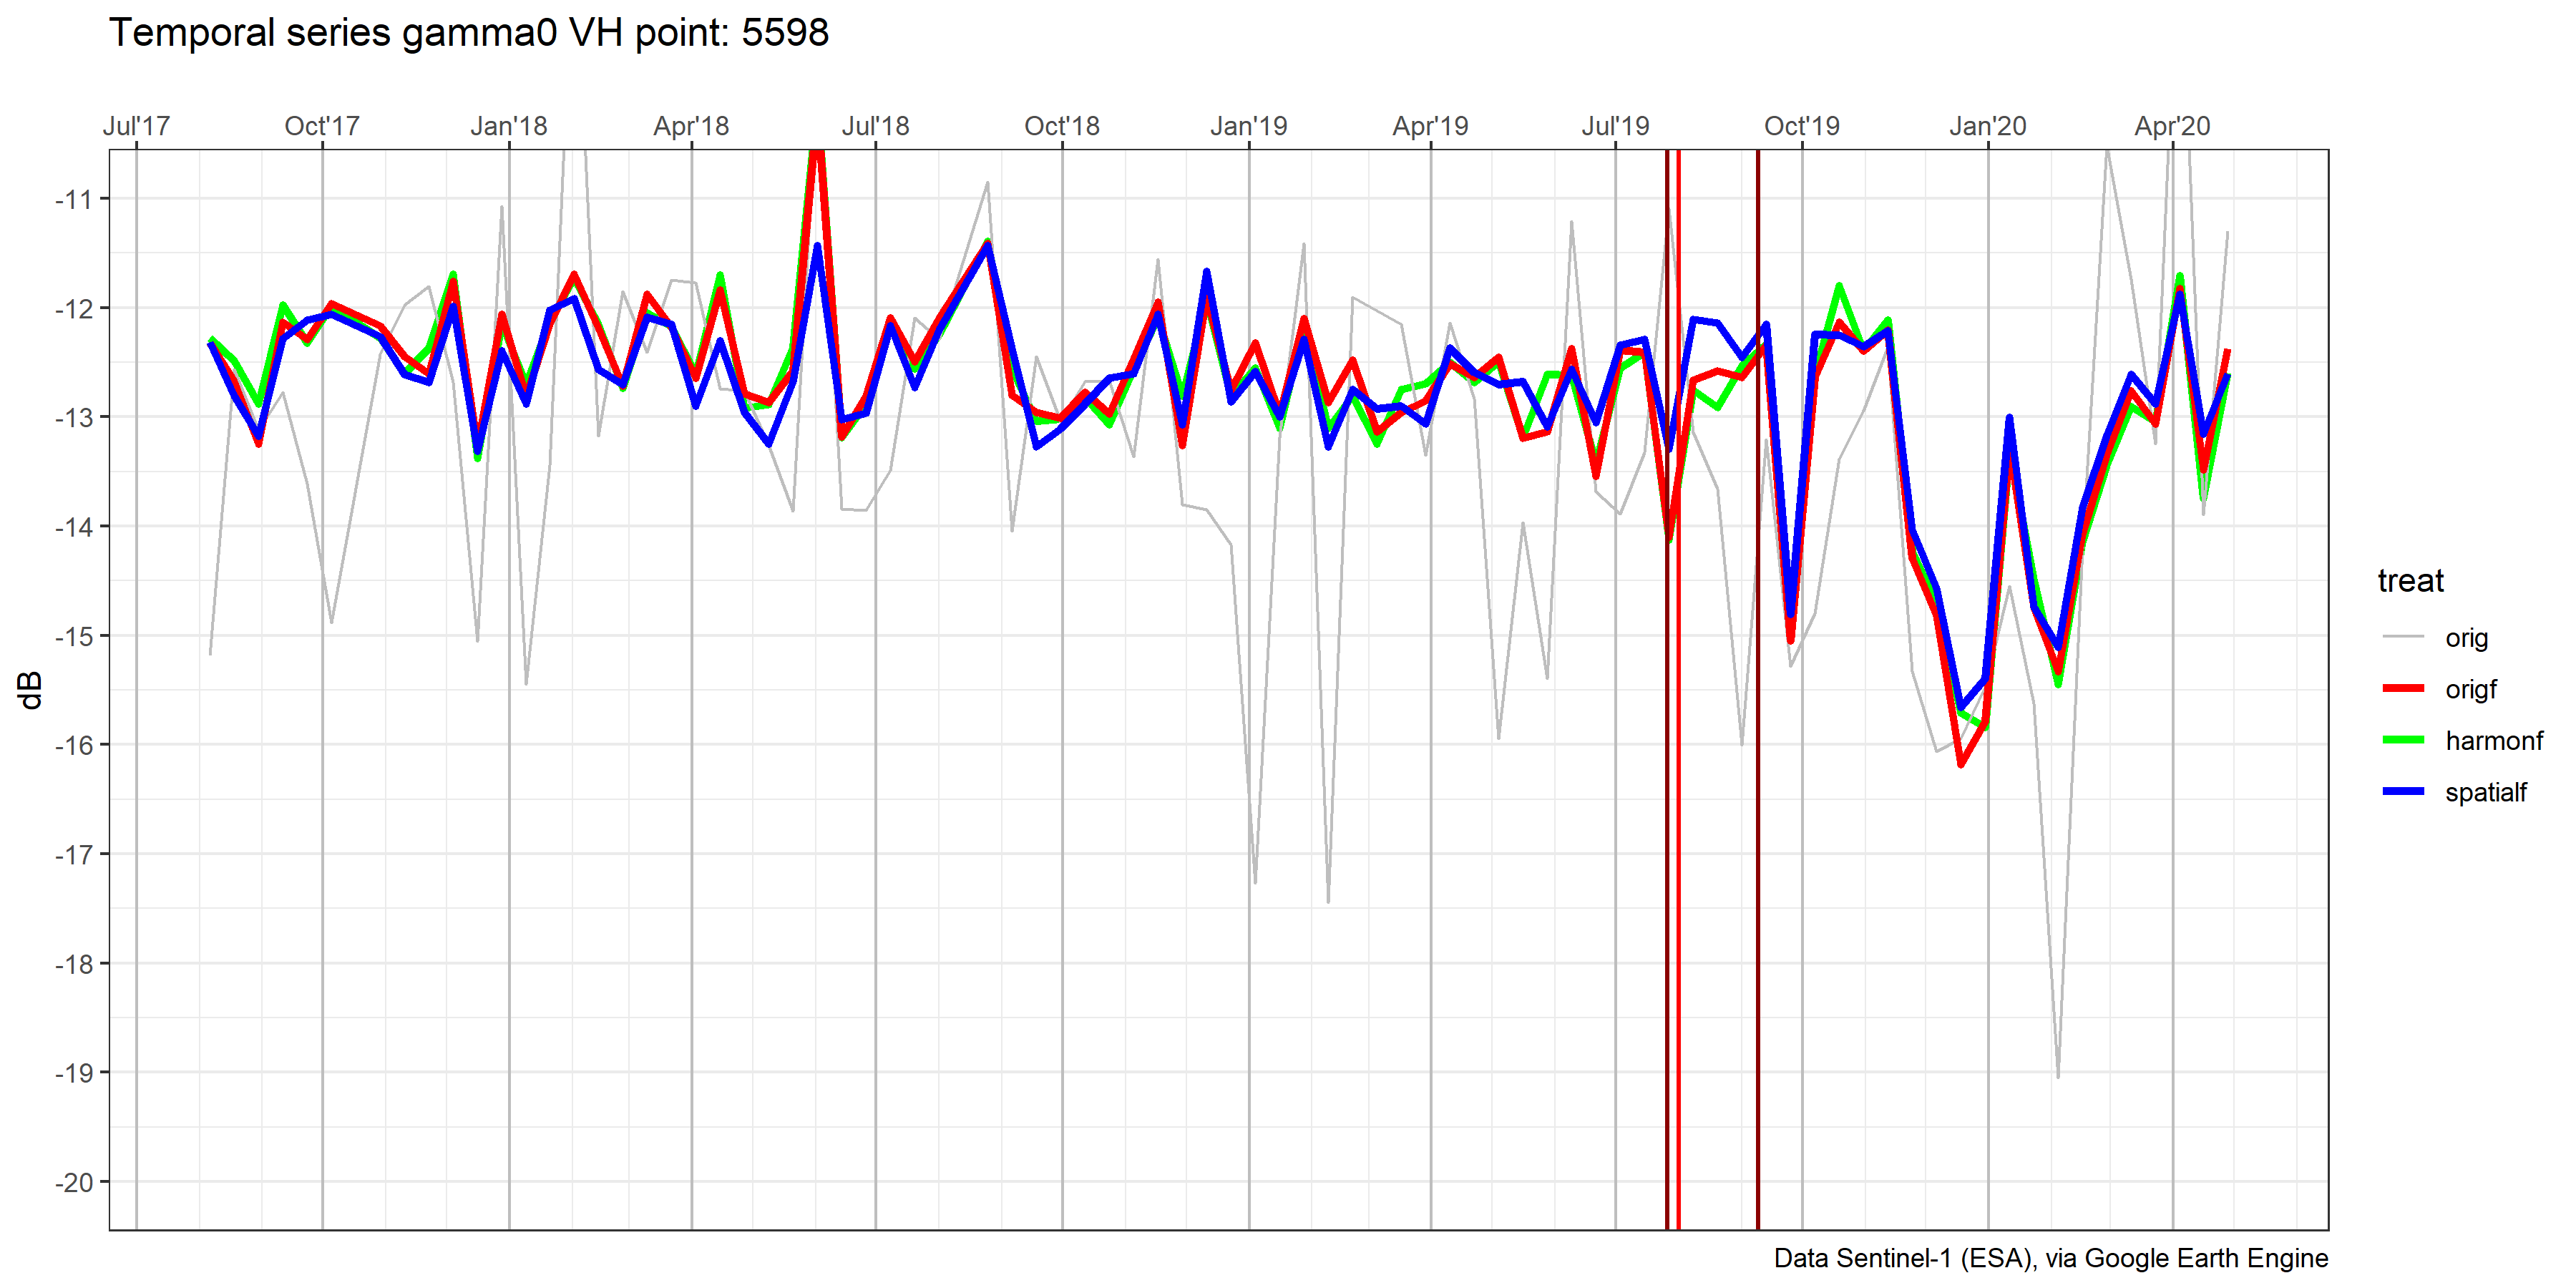 Temporal series gamma0 VH point: 5598
Jul'17 Oct'17 Jan'18 Apr'18 Jul'18 Oct'18 Jan'19 Apr'19 Jul'19 Oct'19 Jan'20 Apr'20
-11
-12
-13
-14
-15
-16
-17
-18
-19
-20
dB
treat
orig
origf
harmonf
spatialf
Data Sentinel-1 (ESA), via Google Earth Engine